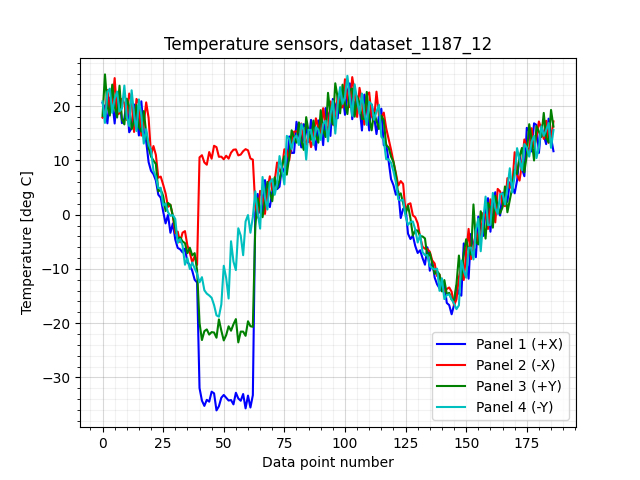 Temperature sensors, dataset_1187_12
Temperature [deg C]
20
10
0
−10
−20
−30
0
25
50
75
100
125
150
175
Data point number
Panel 1 (+X)
Panel 2 (-X)
Panel 3 (+Y)
Panel 4 (-Y)